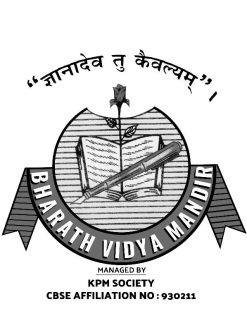 “ज्ञानादेव तु कैवल्यम्”।
BHARATH VIDYA MANDIR
MANAGED BY
KPM SOCIETY
CBSE AFFILIATION NO : 930211